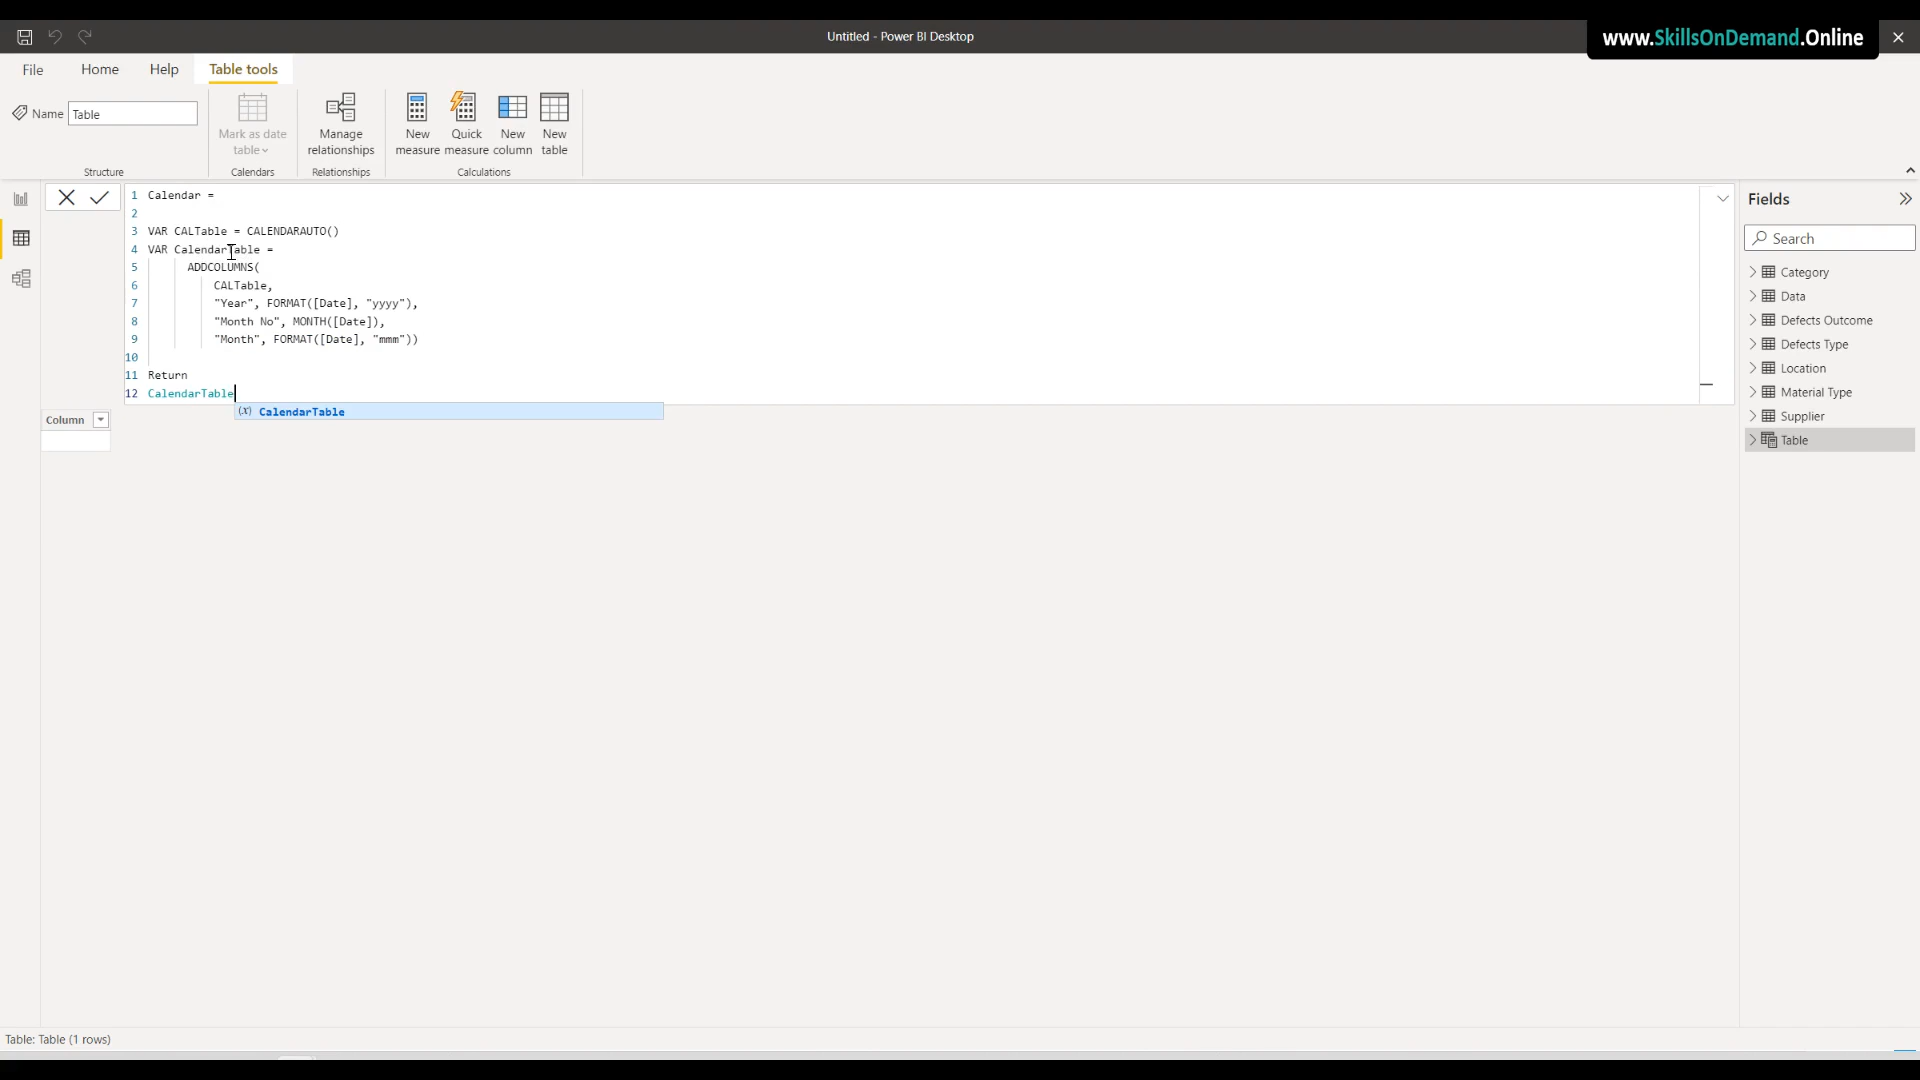 Untitled - Power BI Desktop
www.SkillsOnDemand.Online
File
Home
Help
Table tools
Name
Table
Mark as date
table
Manage
relationships
New
measure
Quick
measure
New
column
New
table
Structure
Calendars
Relationships
Calculations
1 Calendar =
2
3 VAR CALTable = CALENDARAUTO()
4 VAR CalendarTable =
5 ADDCOLUMNS(
6 CALTable,
7 "Year", FORMAT([Date], "yyyy"),
8 "Month No", MONTH([Date]),
9 "Month", FORMAT([Date], "mmm"))
10
11 Return
12 CalendarTable
(x) CalendarTable
Column
Fields
Search
Category
Data
Defects Outcome
Defects Type
Location
Material Type
Supplier
Table
Table: Table (1 rows)